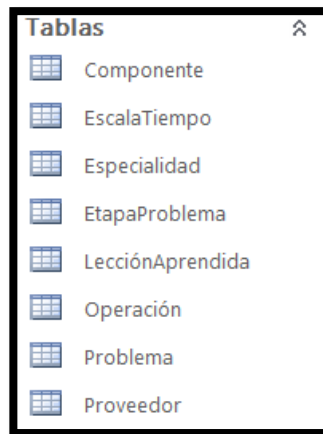 Tablas
Componente
EscalaTiempo
Especialidad
EtapaProblema
LecciónAprendida
Operación
Problema
Proveedor